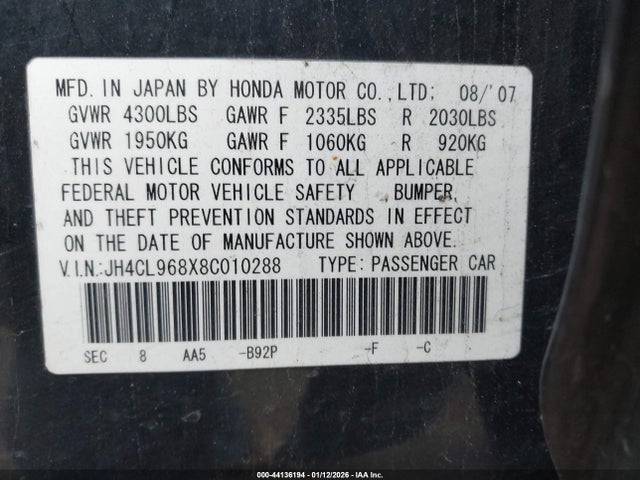 MFD. IN JAPAN BY HONDA MOTOR CO., LTD: 08/'07
GVWR 4300LBS GAWR F 2335LBS R 2030LBS
GVWR 1950KG GAWR F 1060KG R 920KG
THIS VEHICLE CONFORMS TO ALL APPLICABLE
FEDERAL MOTOR VEHICLE SAFETY, BUMPER,
AND THEFT PREVENTION STANDARDS IN EFFECT
ON THE DATE OF MANUFACTURE SHOWN ABOVE.
V.I.N.:JH4CL968X8C010288 TYPE: PASSENGER CAR
SEC 8 AA5 -B92P -F -C
000-44136194 - 01/12/2026 - IAA Inc.